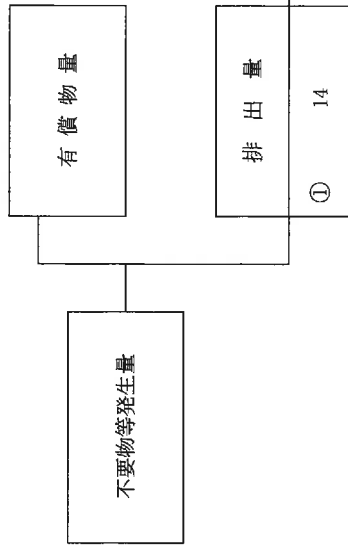 不要物等発生量
有償物量
排出量
① 14